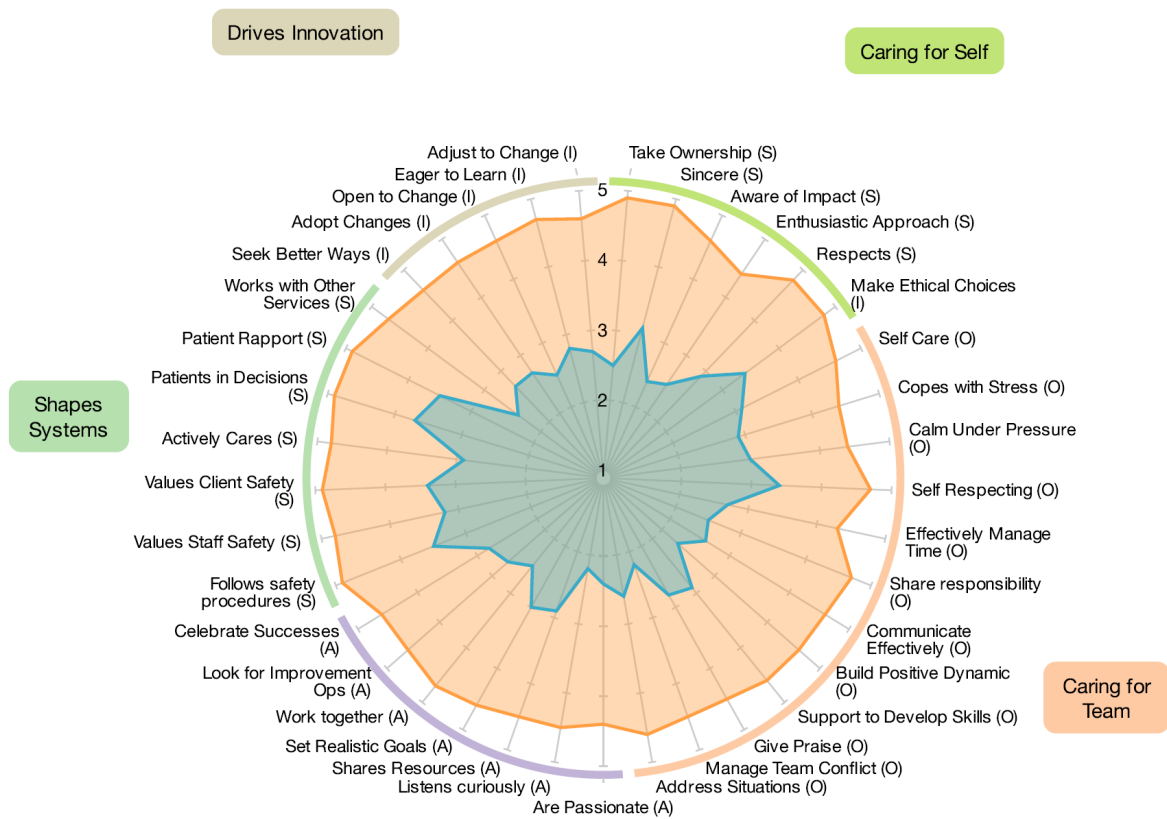 Drives Innovation
Caring for Self
Adjust to Change (I)
Take Ownership (S)
Eager to Learn (I)
Sincere (S)
Open to Change (I)
Aware of Impact (S)
Adopt Changes (I)
Enthusiastic Approach (S)
Seek Better Ways (I)
Respects (S)
Works with Other
Services (S)
Make Ethical Choices
(I)
Patient Rapport (S)
Self Care (O)
Patients in Decisions
(S)
Copes with Stress (O)
Shapes
Systems
Actively Cares (S)
Calm Under Pressure
(O)
Values Client Safety
(S)
Self Respecting (O)
Values Staff Safety (S)
Effectively Manage
Time (O)
Follows safety
procedures (S)
Share responsibility
(O)
Celebrate Successes
(A)
Communicate
Effectively (O)
Look for Improvement
Ops (A)
Build Positive Dynamic
(O)
Caring for
Team
Work together (A)
Support to Develop Skills (O)
Set Realistic Goals (A)
Give Praise (O)
Shares Resources (A)
Manage Team Conflict (O)
Listens curiously (A)
Address Situations (O)
Are Passionate (A)
5
4
3
2
1